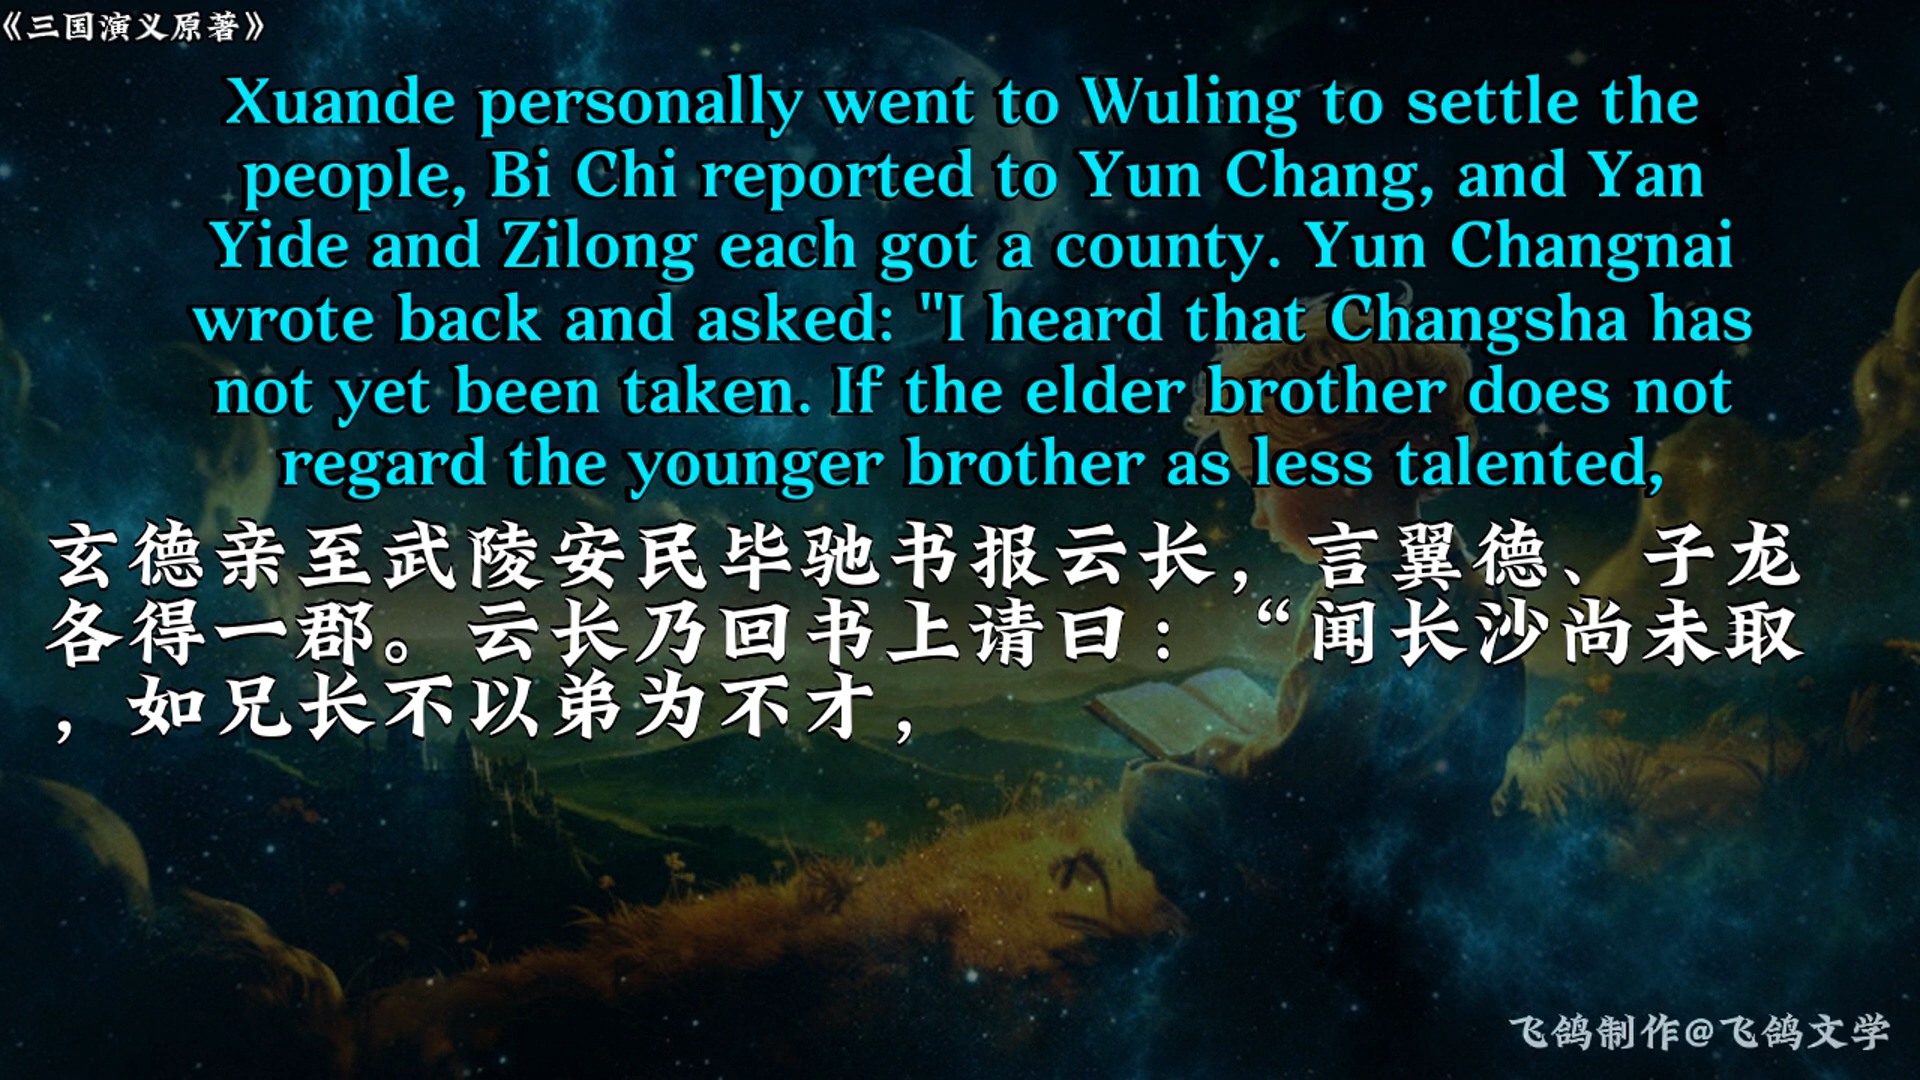 《三国演义原著》
Xuande personally went to Wuling to settle the
people, Bi Chi reported to Yun Chang, and Yan
Yide and Zilong each got a county. Yun Changnai
wrote back and asked: "I heard that Changsha has
not yet been taken. If the elder brother does not
regard the younger brother as less talented,
玄德亲至武陵安民毕驰书报云长，言翼德、子龙
各得一郡。云长乃回书上请曰：“闻长沙尚未取
，如兄长不以弟为不才，
飞鸽制作@飞鸽文学